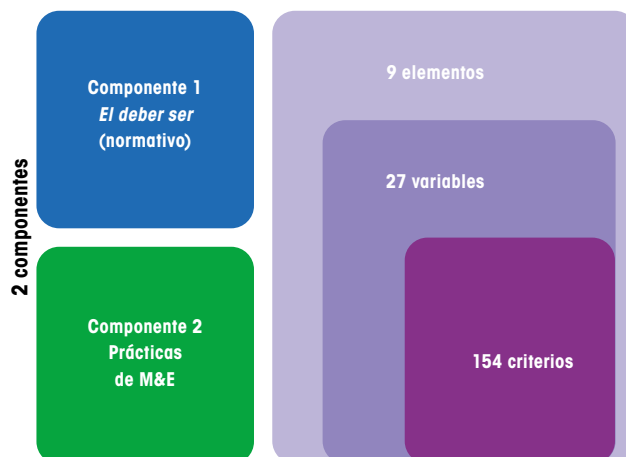 2 componentes
Componente 1
El deber ser
(normativo)
Componente 2
Prácticas
de M&E
9 elementos
27 variables
154 criterios